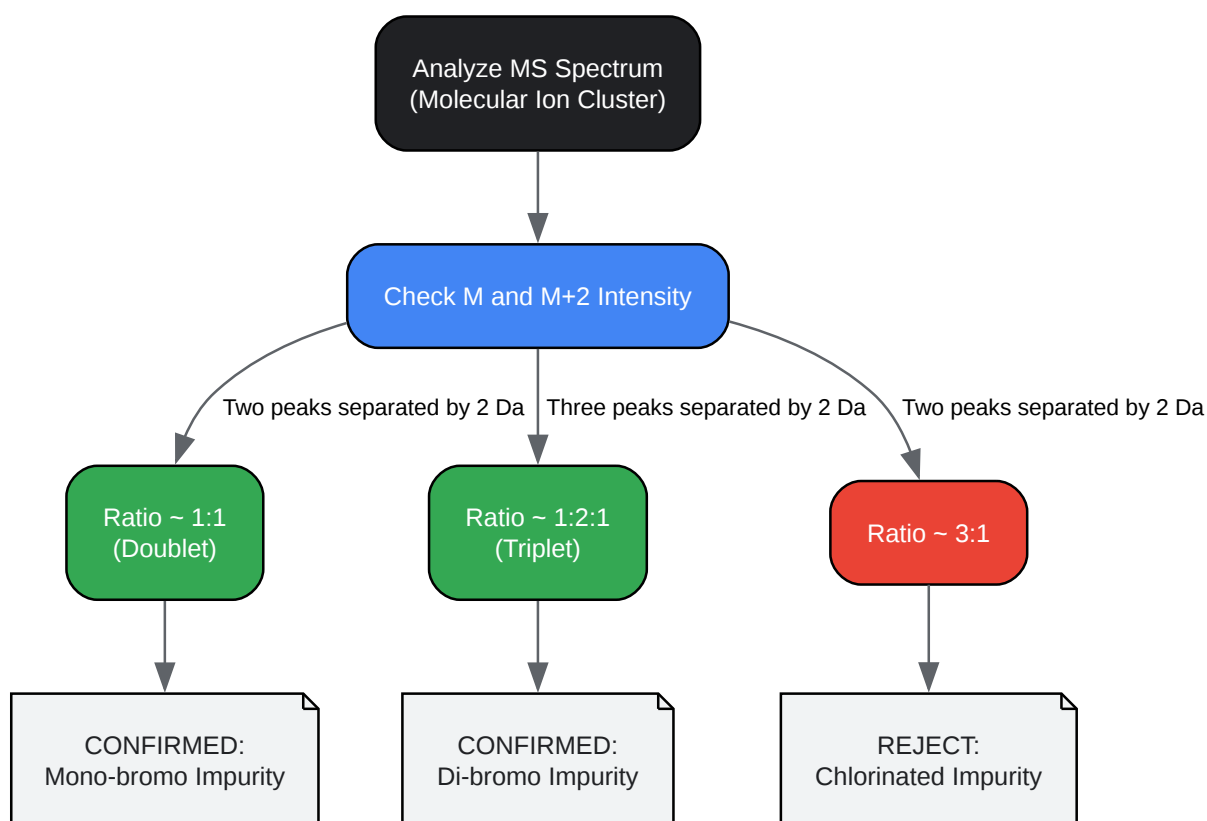 Analyze MS Spectrum
(Molecular Ion Cluster)
Check M and M+2 Intensity
Two peaks separated by 2 Da
Three peaks separated by 2 Da
Two peaks separated by 2 Da
Ratio ~ 1:1
(Doublet)
Ratio ~ 1:2:1
(Triplet)
Ratio ~ 3:1
CONFIRMED:
Mono-bromo Impurity
CONFIRMED:
Di-bromo Impurity
REJECT:
Chlorinated Impurity